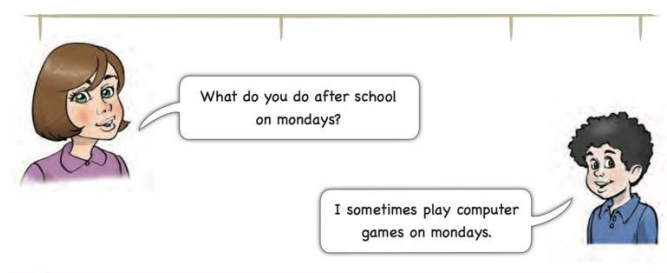 What do you do after school
on mondays?
I sometimes play computer
games on mondays.